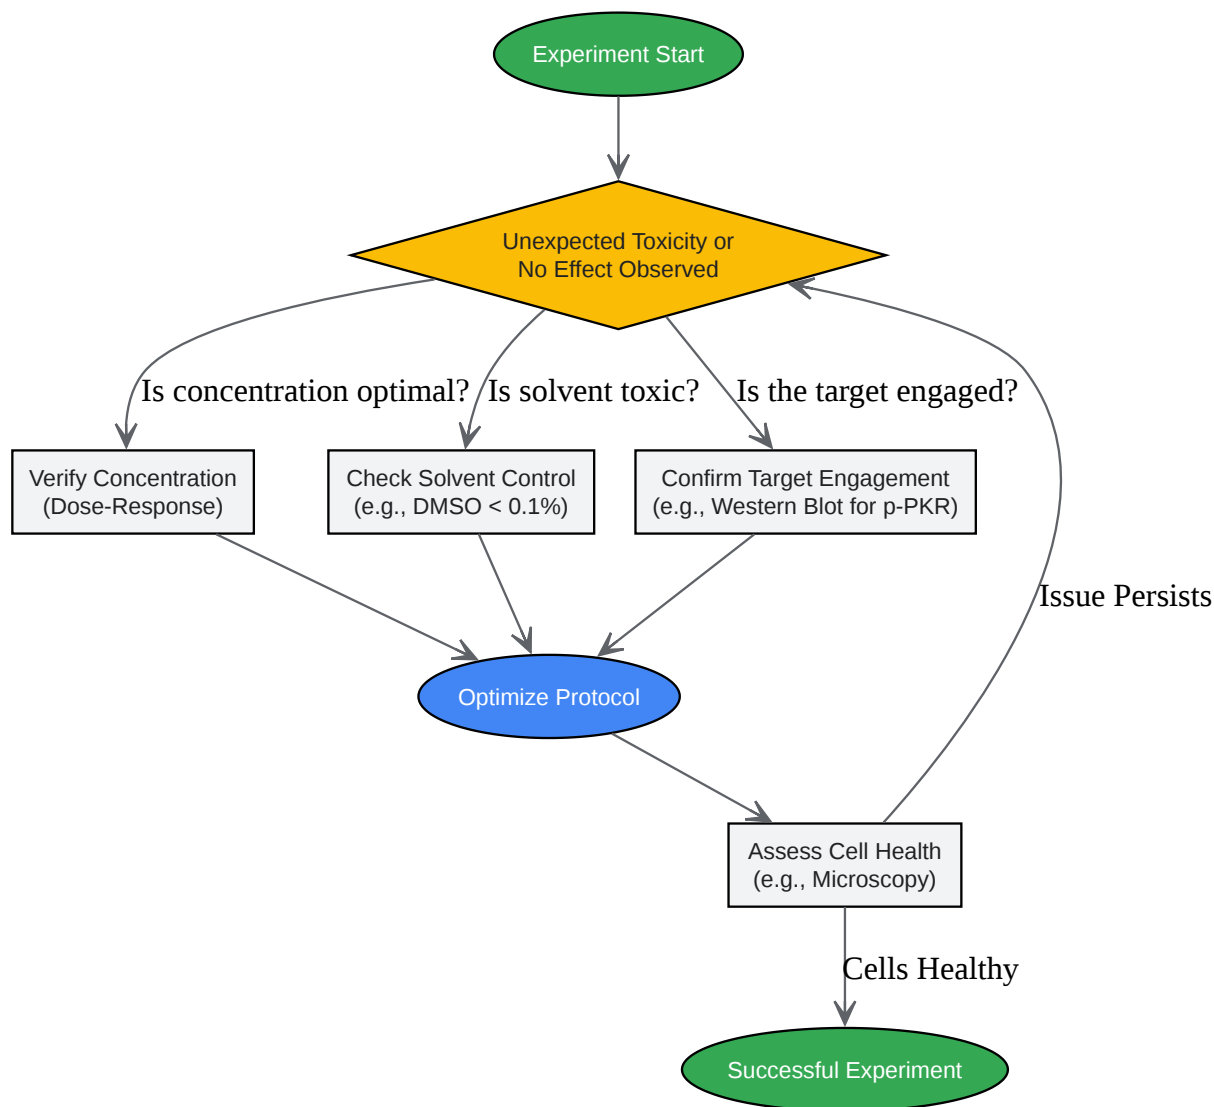 Experiment Start
Unexpected Toxicity or
No Effect Observed
Is concentration optimal?
Is solvent toxic?
Is the target engaged?
Verify Concentration
(Dose-Response)
Check Solvent Control
(e.g., DMSO < 0.1%)
Confirm Target Engagement
(e.g., Western Blot for p-PKR)
Issue Persists
Optimize Protocol
Assess Cell Health
(e.g., Microscopy)
Cells Healthy
Successful Experiment